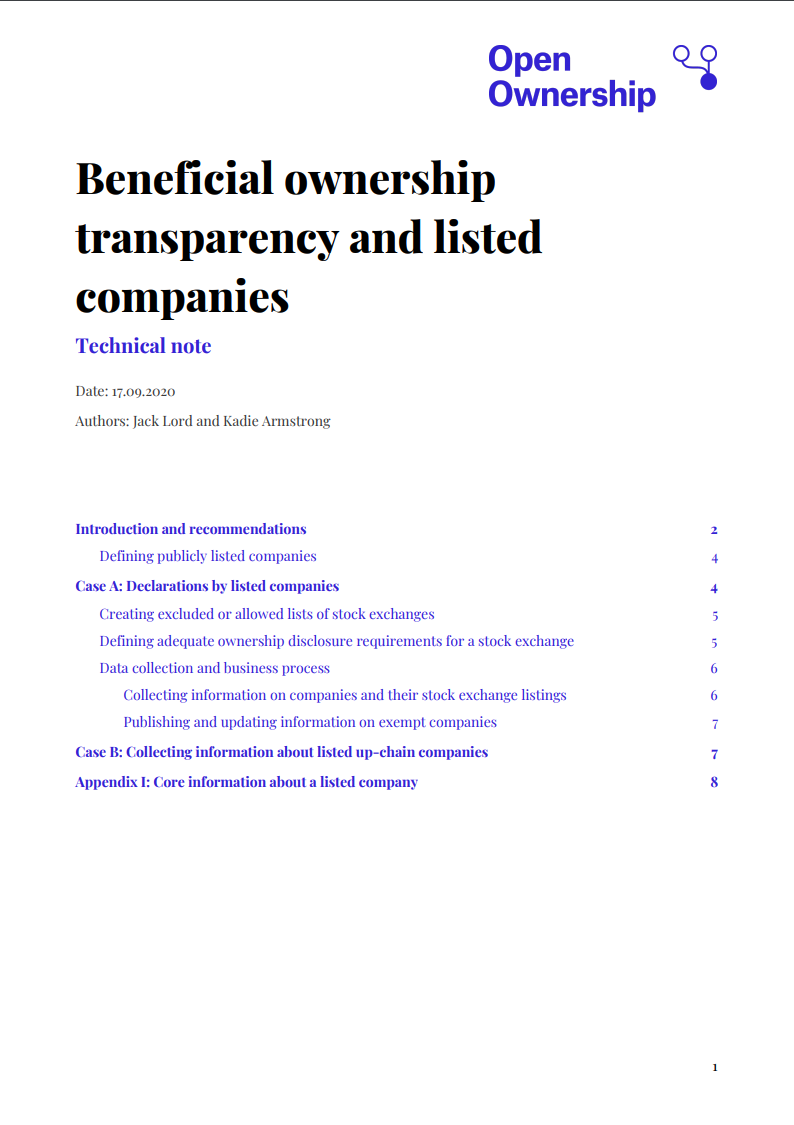 Open
Ownership
Beneficial ownership
transparency and listed
companies
Technical note
Date: 17.09.2020
Authors: Jack Lord and Kadie Armstrong
Introduction and recommendations 2
Defining publicly listed companies 4
Case A: Declarations by listed companies 4
Creating excluded or allowed lists of stock exchanges 5
Defining adequate ownership disclosure requirements for a stock exchange 5
Data collection and business process 6
Collecting information on companies and their stock exchange listings 6
Publishing and updating information on exempt companies 7
Case B: Collecting information about listed up-chain companies 7
Appendix I: Core information about a listed company 8
1